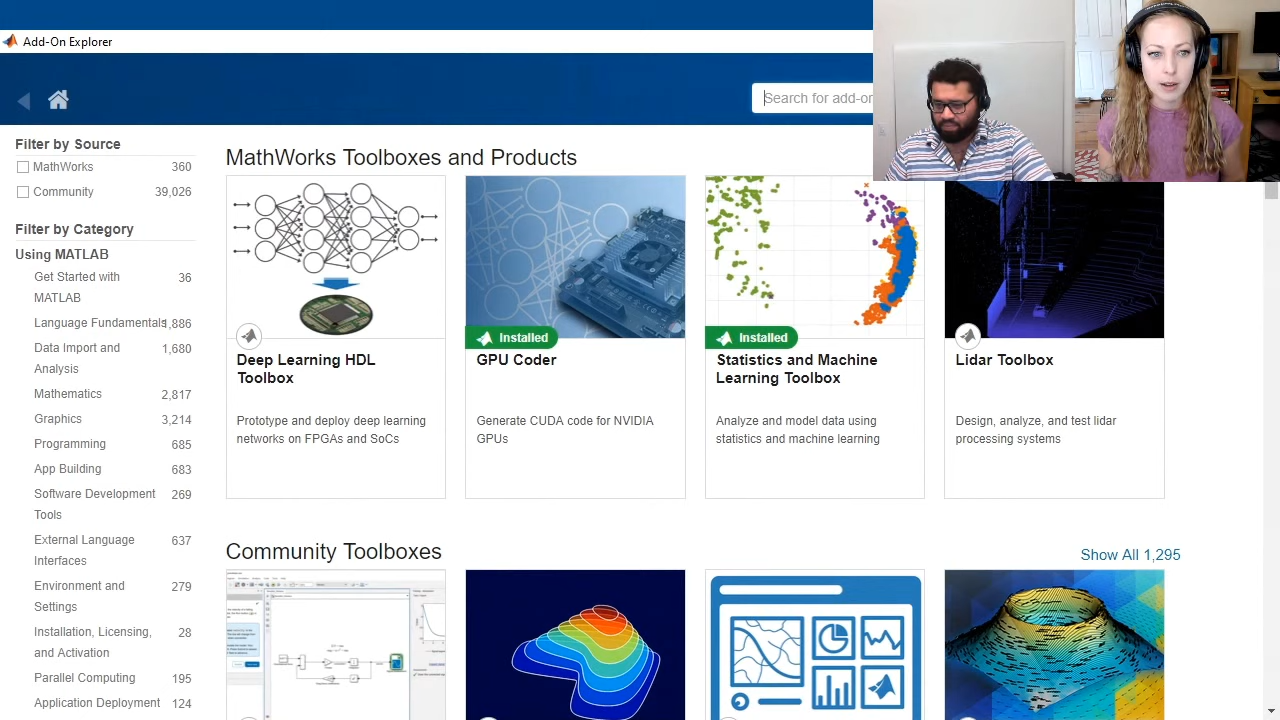 Add-On Explorer
Search for add-on
Filter by Source
MathWorks 360
Community 39,026
Filter by Category
Using MATLAB
Get Started with 36
MATLAB
Language Fundamentals 1,886
Data Import and 1,680
Analysis
Mathematics 2,817
Graphics 3,214
Programming 685
App Building 683
Software Development 269
Tools
External Language 637
Interfaces
Environment and 279
Settings
Installation, Licensing, 28
and Activation
Parallel Computing 195
Application Deployment 124
MathWorks Toolboxes and Products
Deep Learning HDL
Toolbox
Prototype and deploy deep learning
networks on FPGAs and SoCs
Installed
GPU Coder
Generate CUDA code for NVIDIA
GPUs
Installed
Statistics and Machine
Learning Toolbox
Analyze and model data using
statistics and machine learning
Lidar Toolbox
Design, analyze, and test lidar
processing systems
Community Toolboxes
Show All 1,295